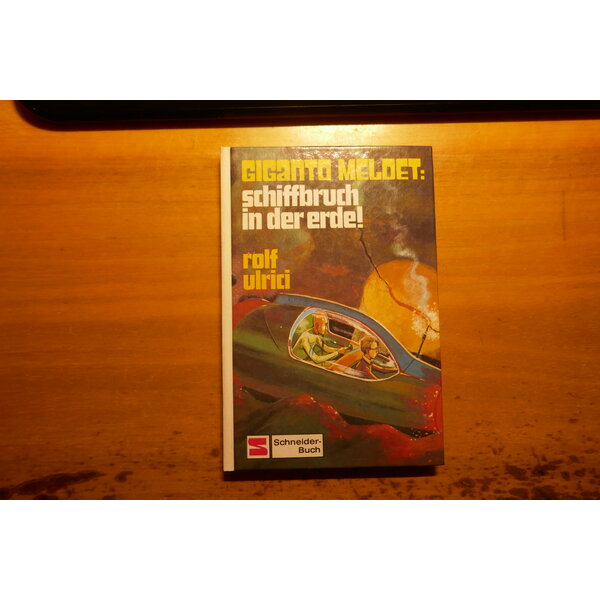 GIGANTO MELDET:
schiffbruch
in der erde!
rolf
ulrici
Schneider-
Buch